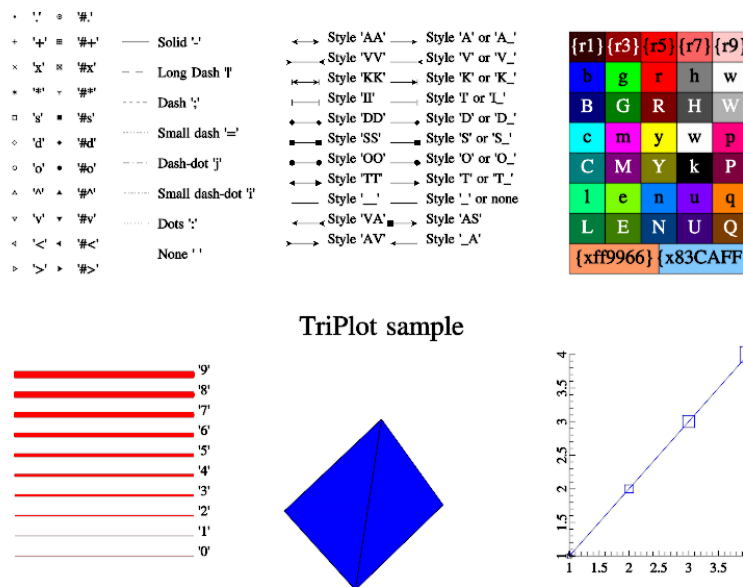 '.' '#.'
'+' '#+'
'x' '#x'
'*' '#*'
's' '#s'
'd' '#d'
'o' '#o'
'^' '#^'
'v' '#v'
'<' '#<'
'>' '#>'
Solid '-'
Long Dash '|'
Dash ';'
Small dash '='
Dash-dot 'j'
Small dash-dot 'i'
Dots ':'
None ' '
Style 'AA' Style 'A' or 'A_'
Style 'VV' Style 'V' or 'V_'
Style 'KK' Style 'K' or 'K_'
Style 'II' Style 'I' or 'I_'
Style 'DD' Style 'D' or 'D_'
Style 'SS' Style 'S' or 'S_'
Style 'OO' Style 'O' or 'O_'
Style 'TT' Style 'T' or 'T_'
Style '__' Style '_' or none
Style 'VA' Style 'AS'
Style 'AV' Style '_A'
{r1} {r3} {r5} {r7} {r9}
b g r h w
B G R H W
c m y w p
C M Y k P
l e n u q
L E N U Q
{xff9966} {x83CAFF
TriPlot sample
'9'
'8'
'7'
'6'
'5'
'4'
'3'
'2'
'1'
'0'
4
3.5
3
2.5
2
1.5
1
1 1.5 2 2.5 3 3.5